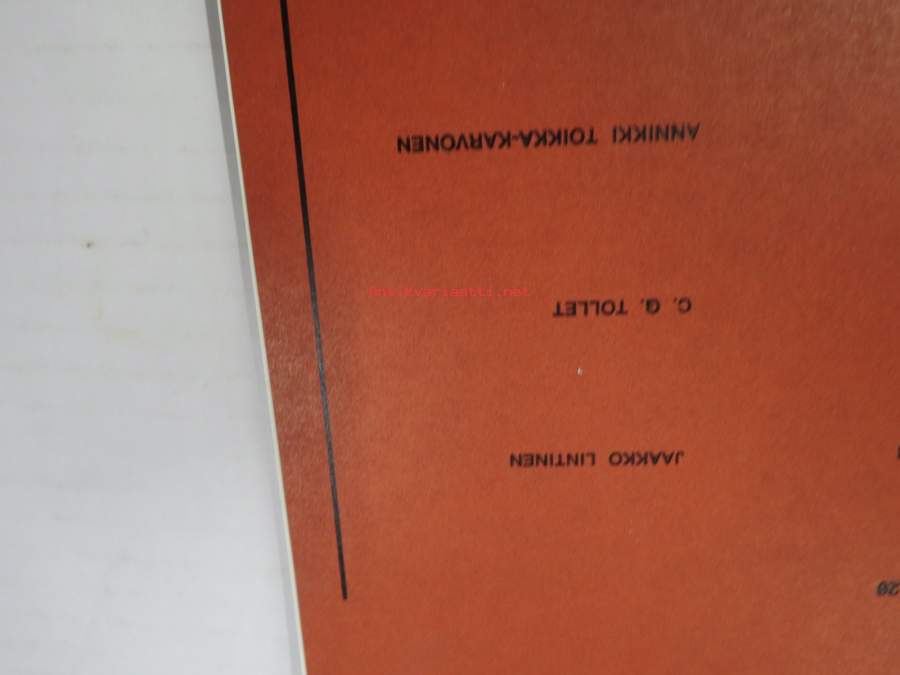 JAAKKO LINTINEN
C. G. TOLLET
ANNIKKI TOIKKA-KARVONEN
antikvariaatti.net